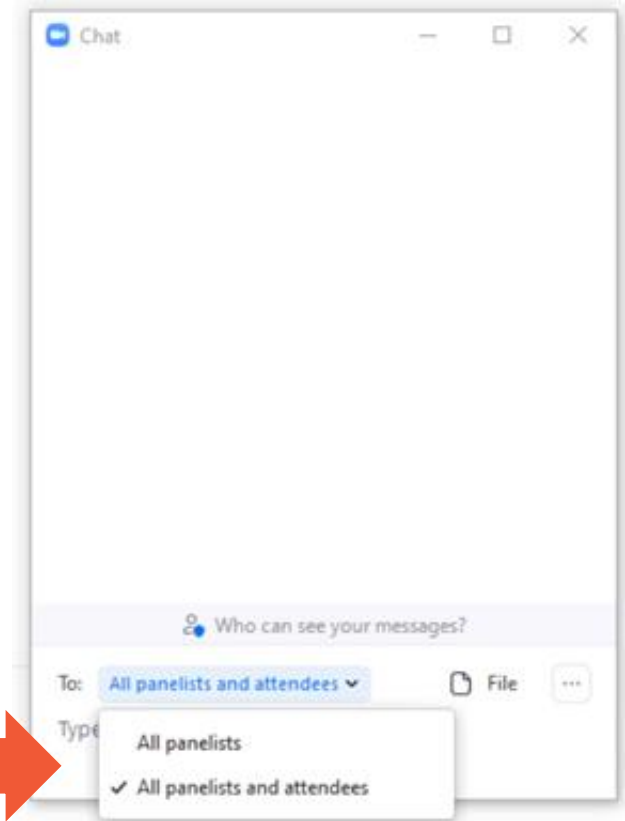 Chat
Who can see your messages?
To: All panelists and attendees File
Type
All panelists
All panelists and attendees